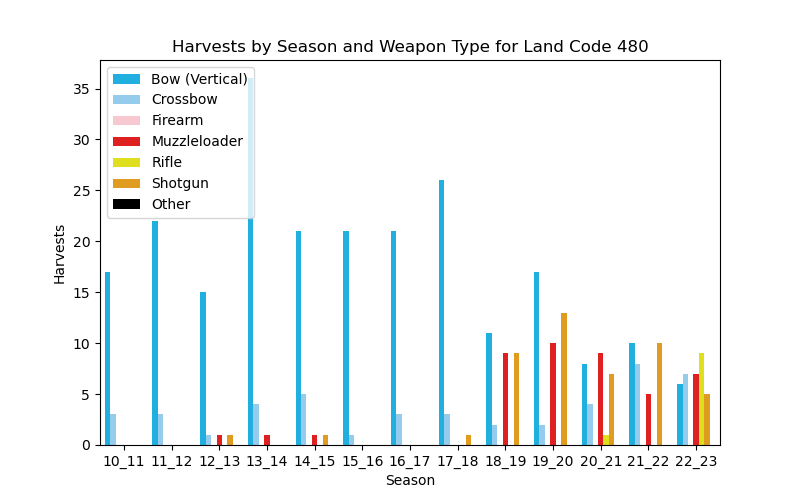 Harvests by Season and Weapon Type for Land Code 480
Bow (Vertical)
Crossbow
Firearm
Muzzleloader
Rifle
Shotgun
Other
35
30
25
20
15
10
5
0
Harvests
10_11 11_12 12_13 13_14 14_15 15_16 16_17 17_18 18_19 19_20 20_21 21_22 22_23
Season